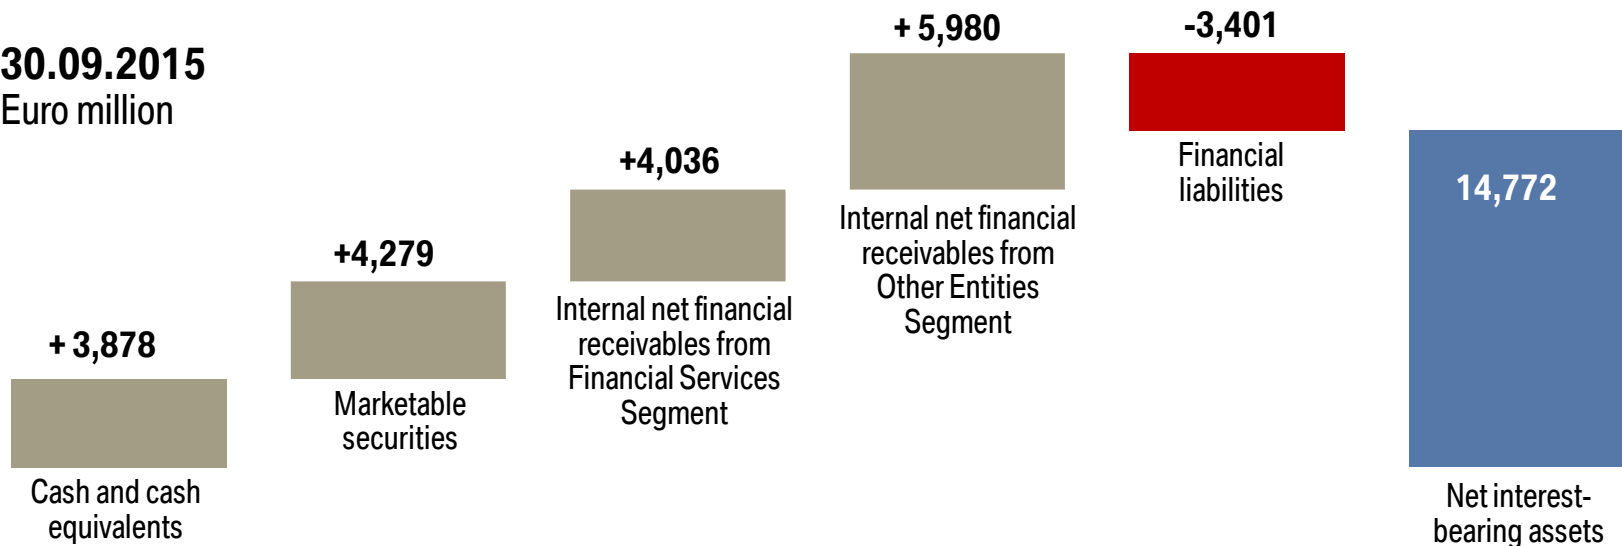 30.09.2015
Euro million
+ 3,878
Cash and cash
equivalents
+4,279
Marketable
securities
+4,036
Internal net financial
receivables from
Financial Services
Segment
+ 5,980
Internal net financial
receivables from
Other Entities
Segment
-3,401
Financial
liabilities
14,772
Net interest-
bearing assets